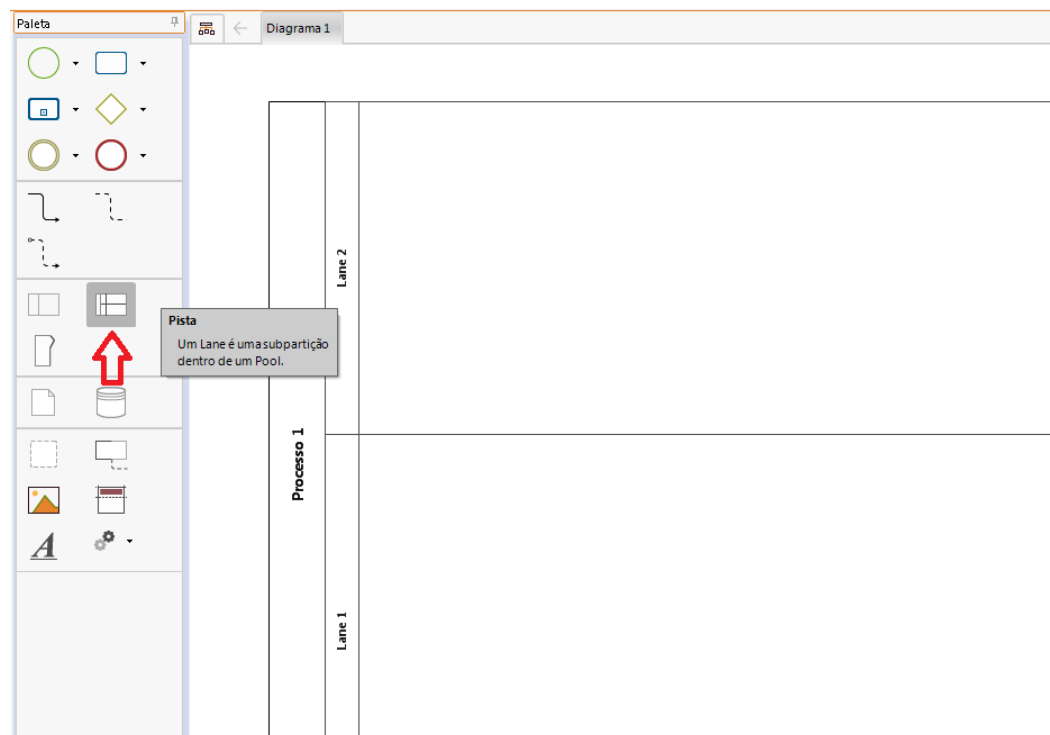 Paleta
Diagrama 1
Lane 2
Pista
Um Lane é uma subpartição
dentro de um Pool.
Processo 1
Lane 1
A